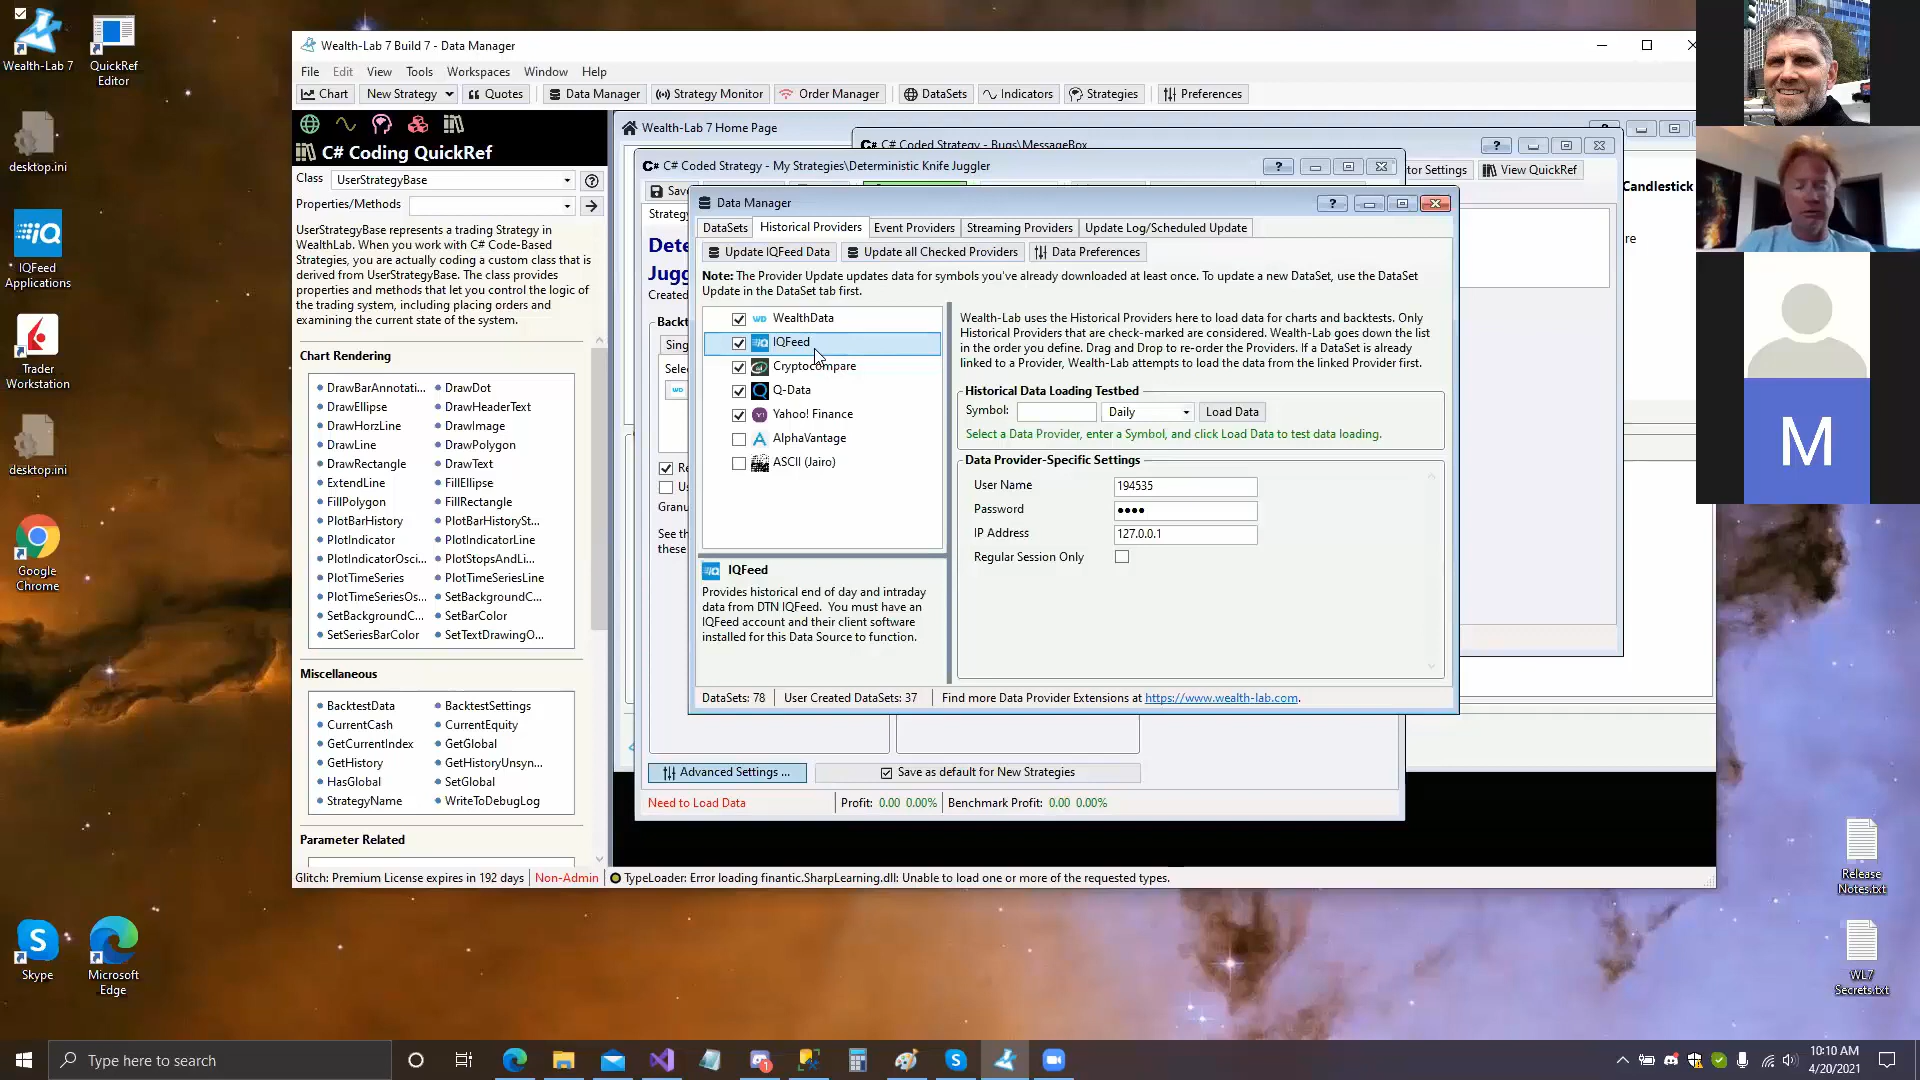 Wealth-Lab 7
QuickRef
Editor
desktop.ini
IQFeed
Applications
Trader
Workstation
desktop.ini
Google
Chrome
Skype
Microsoft
Edge
Wealth-Lab 7 Build 7 - Data Manager
File Edit View Tools Workspaces Window Help
Chart New Strategy Quotes Data Manager Strategy Monitor Order Manager DataSets Indicators Strategies Preferences
C# Coding QuickRef
Class UserStrategyBase
Properties/Methods
UserStrategyBase represents a trading Strategy in
WealthLab. When you work with C# Code-Based
Strategies, you are actually coding a custom class that is
derived from UserStrategyBase. The class provides
properties and methods that let you control the logic of
the trading system, including placing orders and
examining the current state of the system.
Chart Rendering
DrawBarAnnotati... DrawDot
DrawEllipse DrawHeaderText
DrawHorzLine DrawImage
DrawLine DrawPolygon
DrawRectangle DrawText
ExtendLine FillEllipse
FillPolygon FillRectangle
PlotBarHistory PlotBarHistorySt...
PlotIndicator PlotIndicatorLine
PlotIndicatorOsci... PlotStopsAndLi...
PlotTimeSeries PlotTimeSeriesLine
PlotTimeSeriesOs... SetBackgroundC...
SetBackgroundC... SetBarColor
SetSeriesBarColor SetTextDrawingO...
Miscellaneous
BacktestData BacktestSettings
CurrentCash CurrentEquity
GetCurrentIndex GetGlobal
GetHistory GetHistoryUnsyn...
HasGlobal SetGlobal
StrategyName WriteToDebugLog
Parameter Related
Glitch: Premium License expires in 192 days Non-Admin TypeLoader: Error loading finantic.SharpLearning.dll: Unable to load one or more of the requested types.
Wealth-Lab 7 Home Page
C# C# Coded Strategy - Bugs\MessageBox
tor Settings View QuickRef
Candlestick
re
C# C# Coded Strategy - My Strategies\Deterministic Knife Juggler
Save
Strategy
Dete
Jugg
Created
Backt
Sing
Selec
WD
Re
Us
Granu
See th
these
Advanced Settings ... Save as default for New Strategies
Need to Load Data Profit: 0.00 0.00% Benchmark Profit: 0.00 0.00%
Data Manager
DataSets Historical Providers Event Providers Streaming Providers Update Log/Scheduled Update
Update IQFeed Data Update all Checked Providers Data Preferences
Note: The Provider Update updates data for symbols you've already downloaded at least once. To update a new DataSet, use the DataSet
Update in the DataSet tab first.
WD WealthData
IQ IQFeed
Cryptocompare
Q-Data
Y! Yahoo! Finance
AlphaVantage
ASCII (Jairo)
IQ IQFeed
Provides historical end of day and intraday
data from DTN IQFeed. You must have an
IQFeed account and their client software
installed for this Data Source to function.
Wealth-Lab uses the Historical Providers here to load data for charts and backtests. Only
Historical Providers that are check-marked are considered. Wealth-Lab goes down the list
in the order you define. Drag and Drop to re-order the Providers. If a DataSet is already
linked to a Provider, Wealth-Lab attempts to load the data from the linked Provider first.
Historical Data Loading Testbed
Symbol: Daily Load Data
Select a Data Provider, enter a Symbol, and click Load Data to test data loading.
Data Provider-Specific Settings
User Name 194535
Password ●●●●
IP Address 127.0.0.1
Regular Session Only
DataSets: 78 User Created DataSets: 37 Find more Data Provider Extensions at https://www.wealth-lab.com.
M
Release
Notes.txt
WL7
Secrets.txt
Type here to search
10:10 AM
4/20/2021